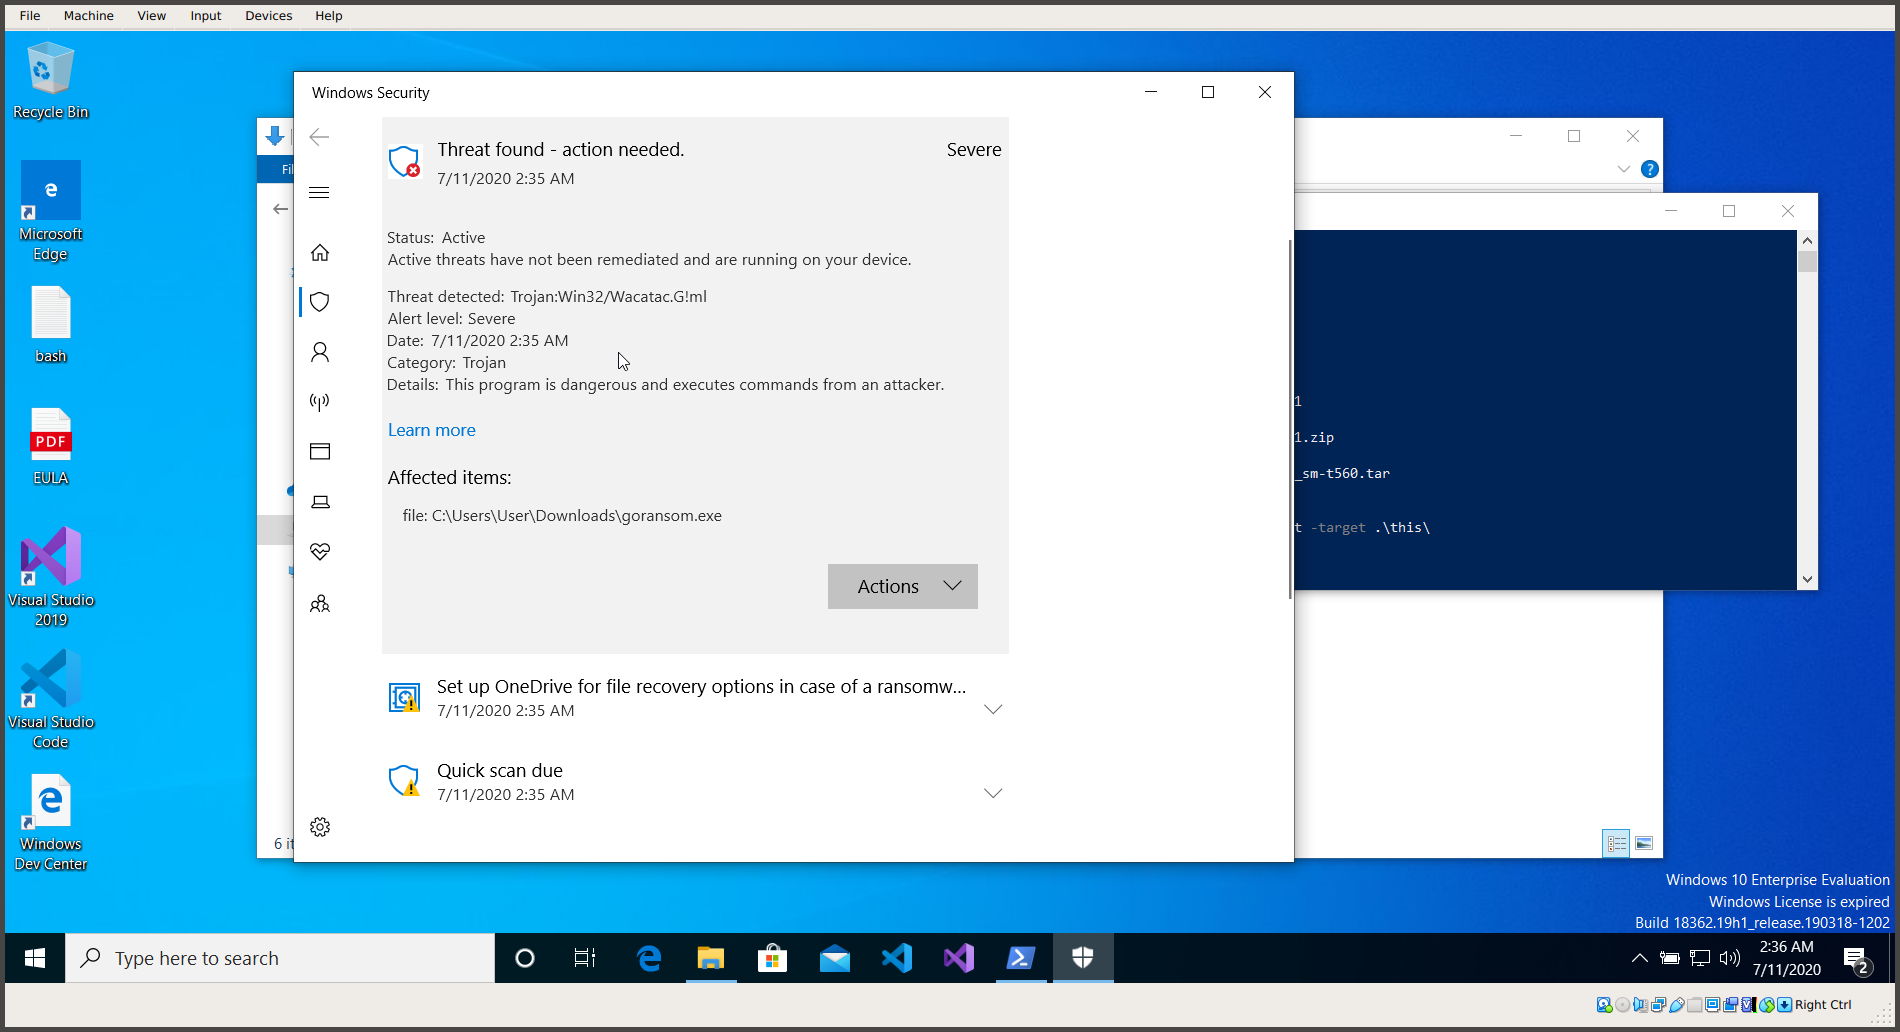 File Machine View Input Devices Help
Recycle Bin
Microsoft
Edge
bash
PDF
EULA
Visual Studio
2019
Visual Studio
Code
Windows
Dev Center
Windows Security
Threat found - action needed.
Severe
7/11/2020 2:35 AM
Status: Active
Active threats have not been remediated and are running on your device.
Threat detected: Trojan:Win32/Wacatac.G!ml
Alert level: Severe
Date: 7/11/2020 2:35 AM
Category: Trojan
Details: This program is dangerous and executes commands from an attacker.
Learn more
Affected items:
file: C:\Users\User\Downloads\goransom.exe
Actions
Set up OneDrive for file recovery options in case of a ransomw...
7/11/2020 2:35 AM
Quick scan due
7/11/2020 2:35 AM
Fil
6 it
1
1.zip
_sm-t560.tar
t -target .\this\
Windows 10 Enterprise Evaluation
Windows License is expired
Build 18362.19h1_release.190318-1202
Type here to search
2:36 AM
7/11/2020
2
Right Ctrl